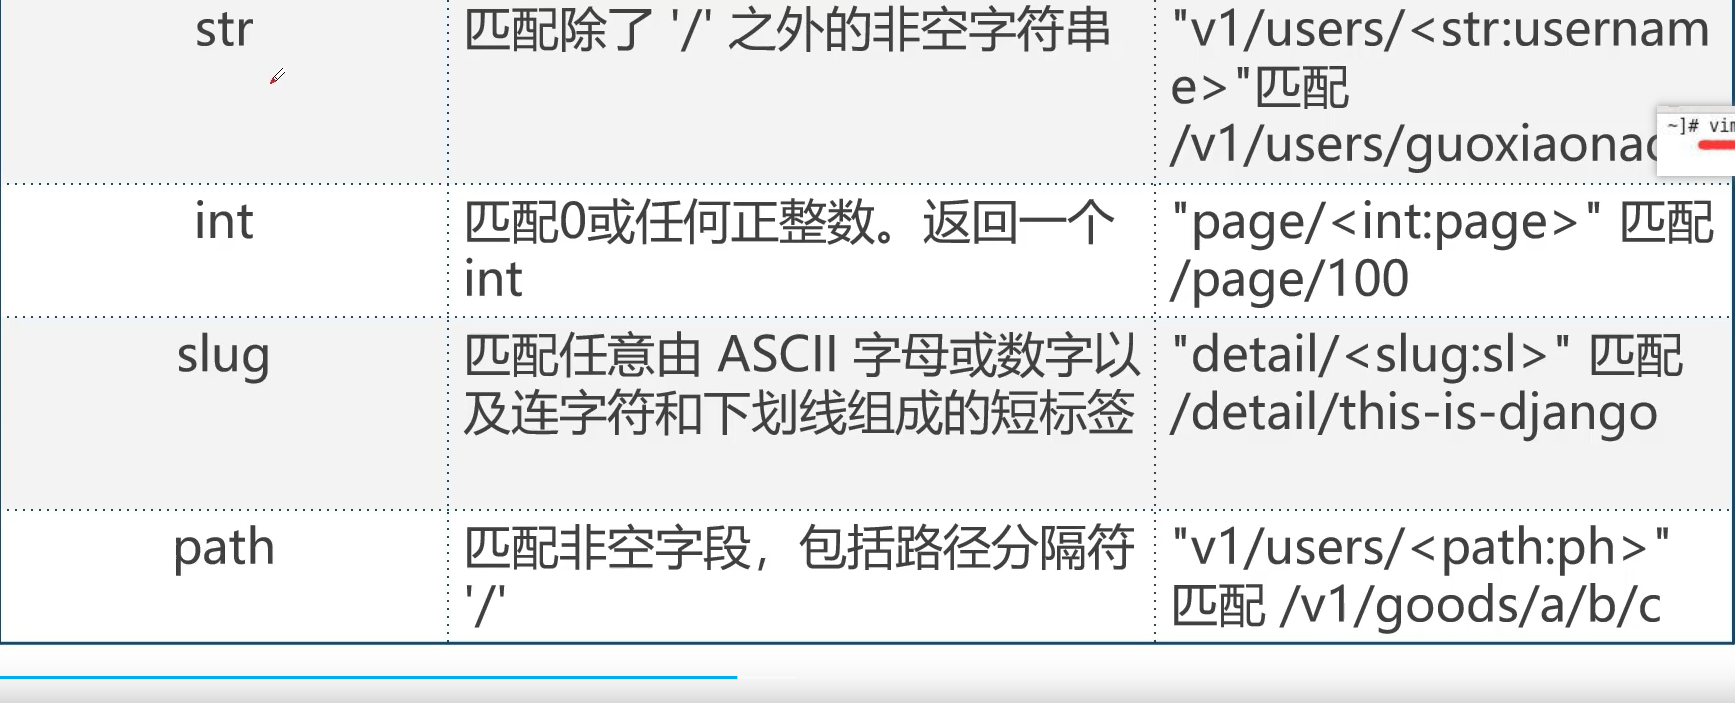 str
匹配除了 '/' 之外的非空字符串
"v1/users/<str:usernam
e>"匹配
/v1/users/guoxiaonao
~]# vim
int
匹配0或任何正整数。返回一个
int
"page/<int:page>" 匹配
/page/100
slug
匹配任意由 ASCII 字母或数字以
及连字符和下划线组成的短标签
"detail/<slug:sl>" 匹配
/detail/this-is-django
path
匹配非空字段，包括路径分隔符
'/'
"v1/users/<path:ph>"
匹配 /v1/goods/a/b/c